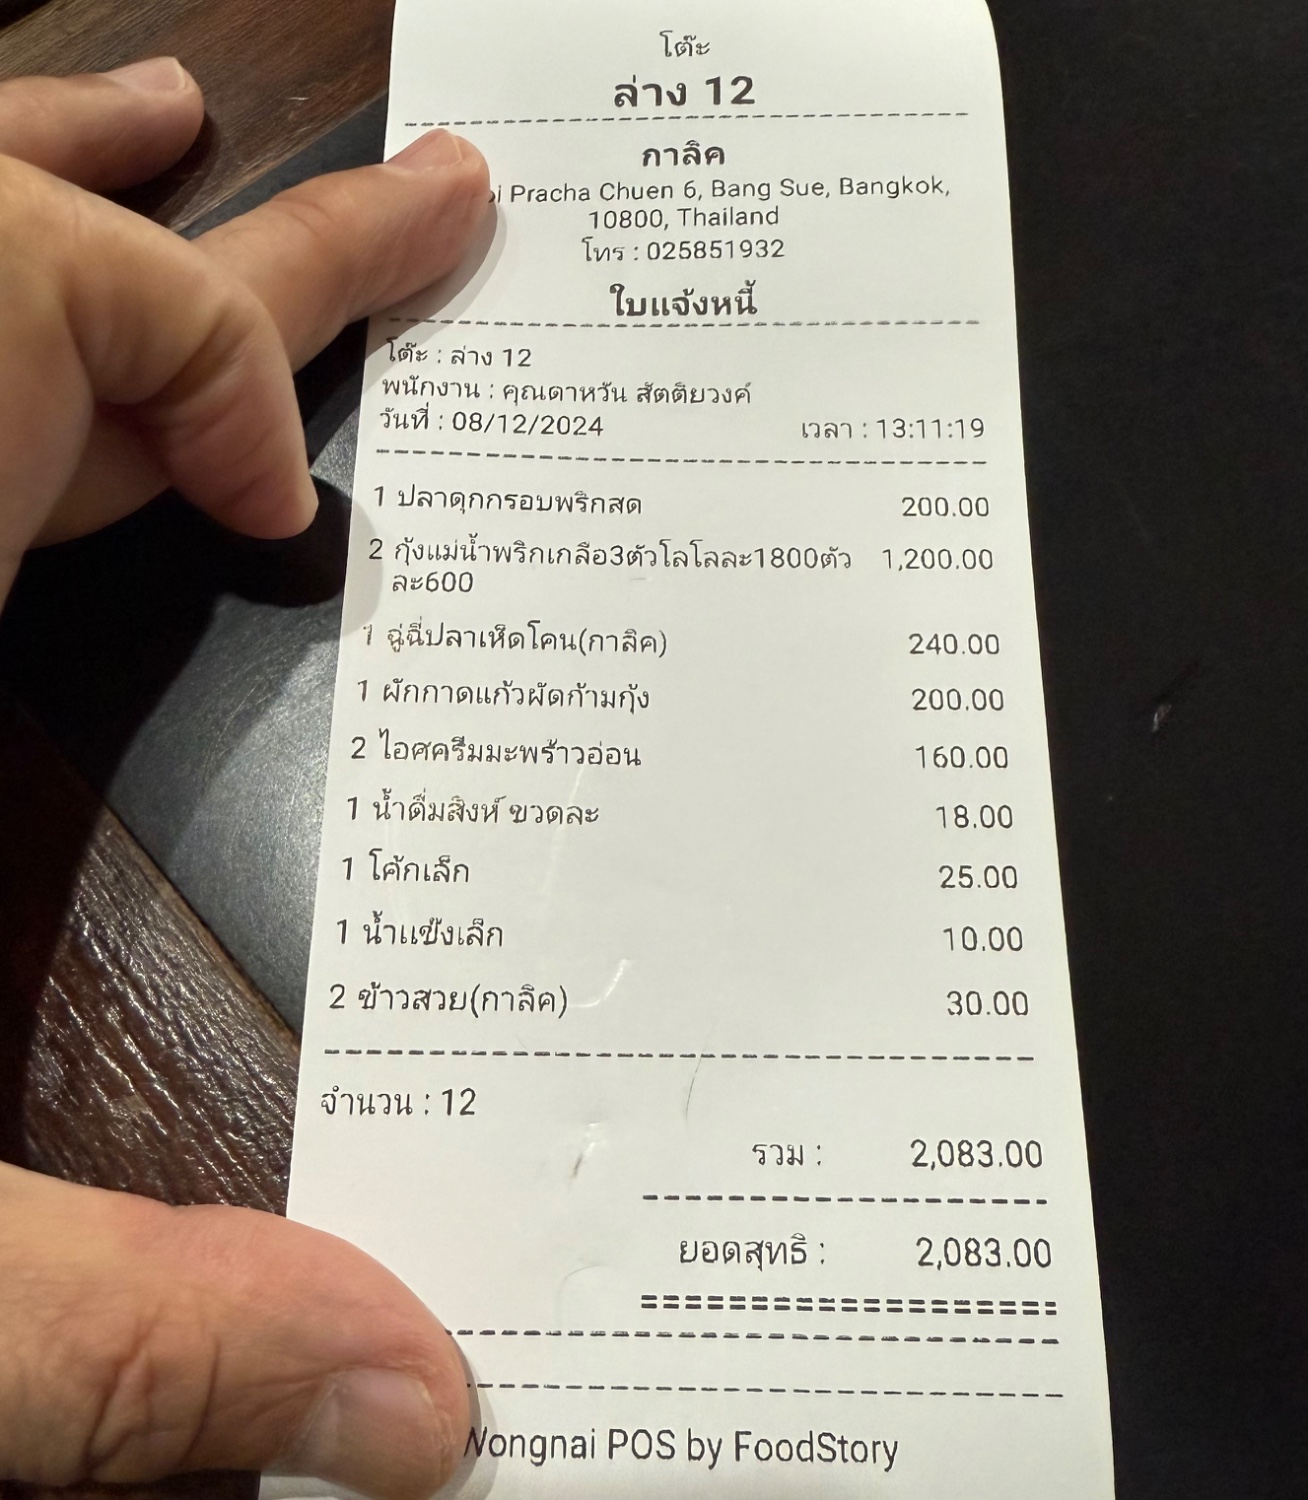 โต๊ะ
ล่าง 12
กาลิค
Pracha Chuen 6, Bang Sue, Bangkok,
10800, Thailand
โทร : 025851932
ใบแจ้งหนี้
โต๊ะ : ล่าง 12
พนักงาน : คุณดาหวัน สัตติยวงค์
วันที่ : 08/12/2024 เวลา : 13:11:19
1 ปลาดุกกรอบพริกสด 200.00
2 กุ้งแม่น้ำพริกเกลือ3ตัวโลโลละ1800ตัว 1,200.00
ละ600
1 ฉู่ฉี่ปลาเห็ดโคน(กาลิค) 240.00
1 ผักกาดแก้วผัดก้ามกุ้ง 200.00
2 ไอศครีมมะพร้าวอ่อน 160.00
1 น้ำดื่มสิงห์ ขวดละ 18.00
1 โค้กเล็ก 25.00
1 น้ำแข้งเล็ก 10.00
2 ข้าวสวย(กาลิค) 30.00
จำนวน : 12
รวม : 2,083.00
ยอดสุทธิ : 2,083.00
Wongnai POS by FoodStory